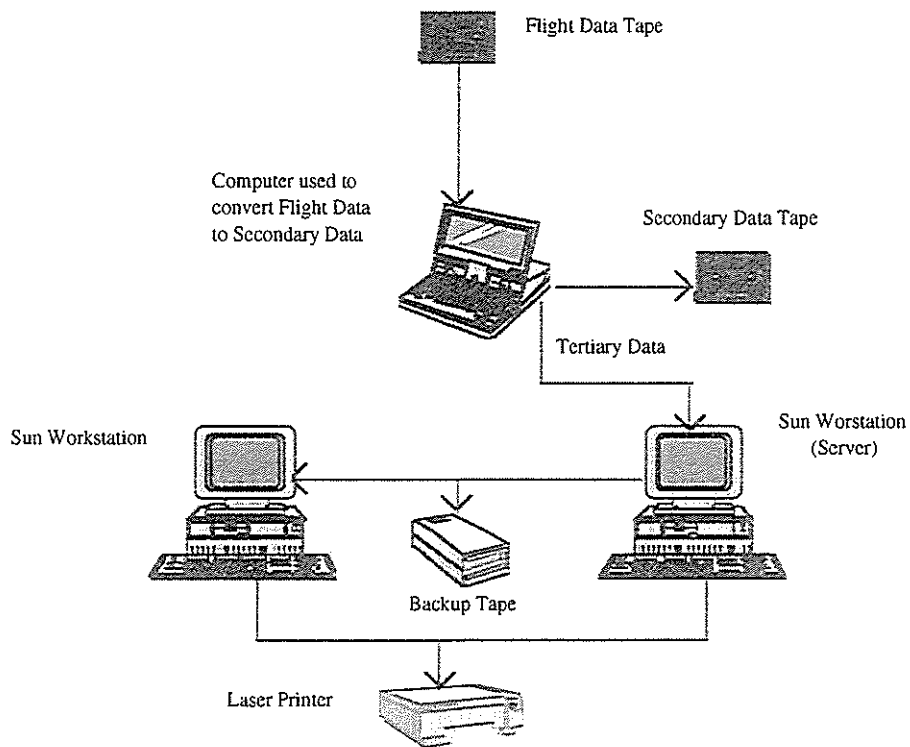 Flight Data Tape
Computer used to
convert Flight Data
to Secondary Data
Secondary Data Tape
Tertiary Data
Sun Workstation
Sun Worstation
(Server)
Backup Tape
Laser Printer